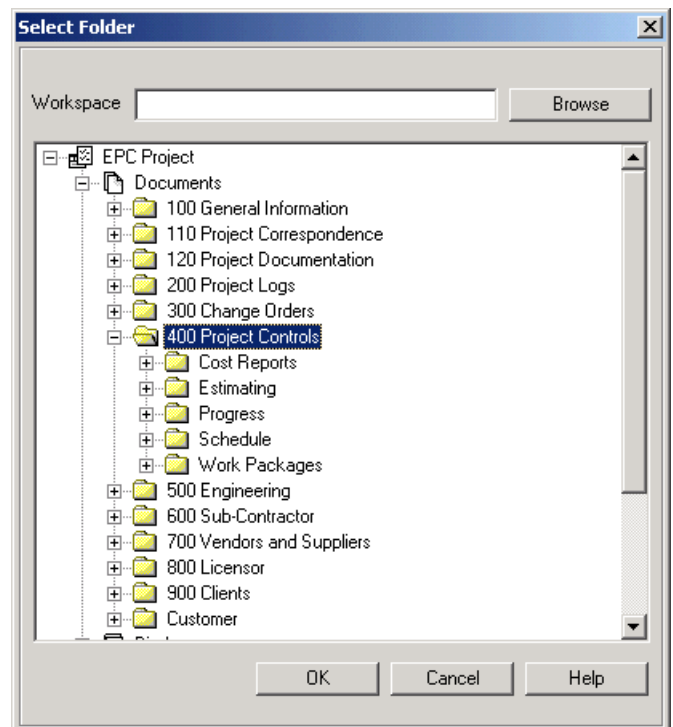 Select Folder
Workspace
Browse
EPC Project
Documents
100 General Information
110 Project Correspondence
120 Project Documentation
200 Project Logs
300 Change Orders
400 Project Controls
Cost Reports
Estimating
Progress
Schedule
Work Packages
500 Engineering
600 Sub-Contractor
700 Vendors and Suppliers
800 Licensor
900 Clients
Customer
OK Cancel Help